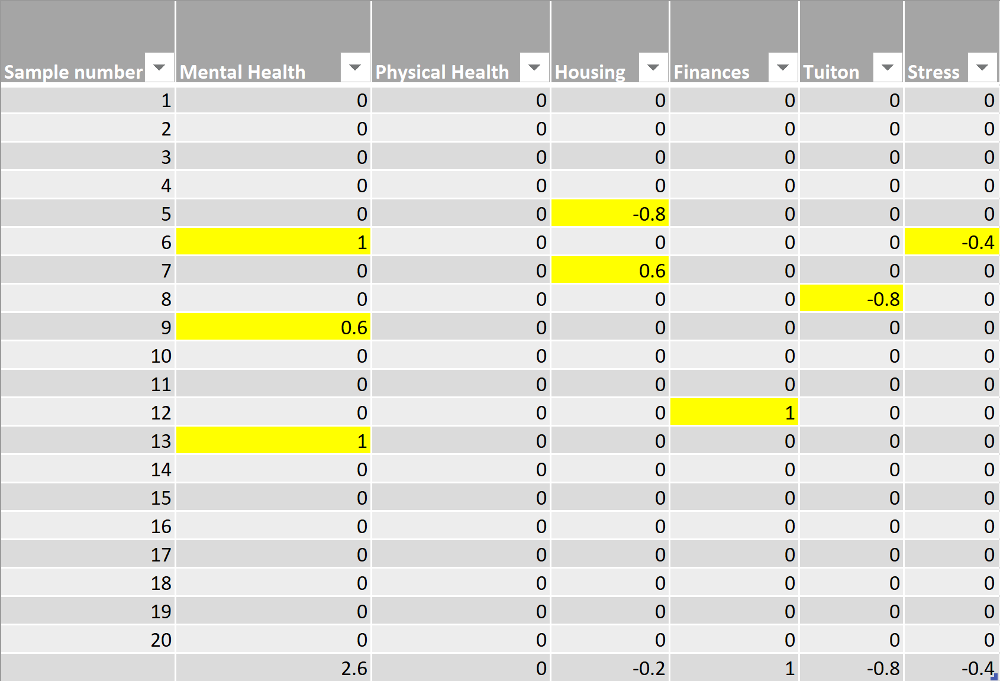 Sample number Mental Health Physical Health Housing Finances Tuiton Stress
1 0 0 0 0 0 0
2 0 0 0 0 0 0
3 0 0 0 0 0 0
4 0 0 0 0 0 0
5 0 0 -0.8 0 0 0
6 1 0 0 0 0 -0.4
7 0 0 0.6 0 0 0
8 0 0 0 0 -0.8 0
9 0.6 0 0 0 0 0
10 0 0 0 0 0 0
11 0 0 0 0 0 0
12 0 0 0 1 0 0
13 1 0 0 0 0 0
14 0 0 0 0 0 0
15 0 0 0 0 0 0
16 0 0 0 0 0 0
17 0 0 0 0 0 0
18 0 0 0 0 0 0
19 0 0 0 0 0 0
20 0 0 0 0 0 0
2.6 0 -0.2 1 -0.8 -0.4